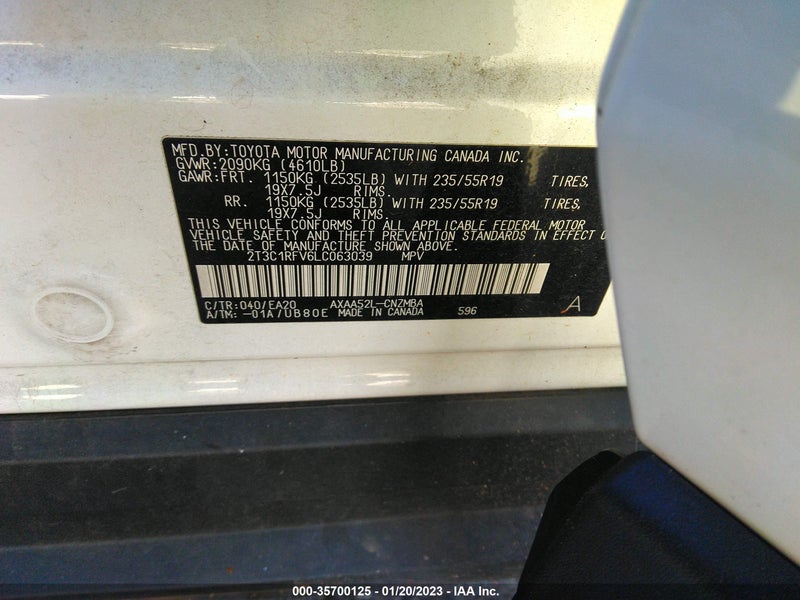 MFD.BY:TOYOTA MOTOR MANUFACTURING CANADA INC.
GVWR:2090KG (4610LB)
GAWR:FRT. 1150KG (2535LB) WITH 235/55R19 TIRES,
19X7.5J RIMS.
RR. 1150KG (2535LB) WITH 235/55R19 TIRES,
19X7.5J RIMS.
THIS VEHICLE CONFORMS TO ALL APPLICABLE FEDERAL MOTOR
VEHICLE SAFETY AND THEFT PREVENTION STANDARDS IN EFFECT
THE DATE OF MANUFACTURE SHOWN ABOVE.
2T3C1RFV6LC063039 MPV
C/TR:040/EA20 AXAA52L-CNZMBA
A/TM:-01A/UB80E MADE IN CANADA 596 A
000-35700125 - 01/20/2023 - IAA Inc.